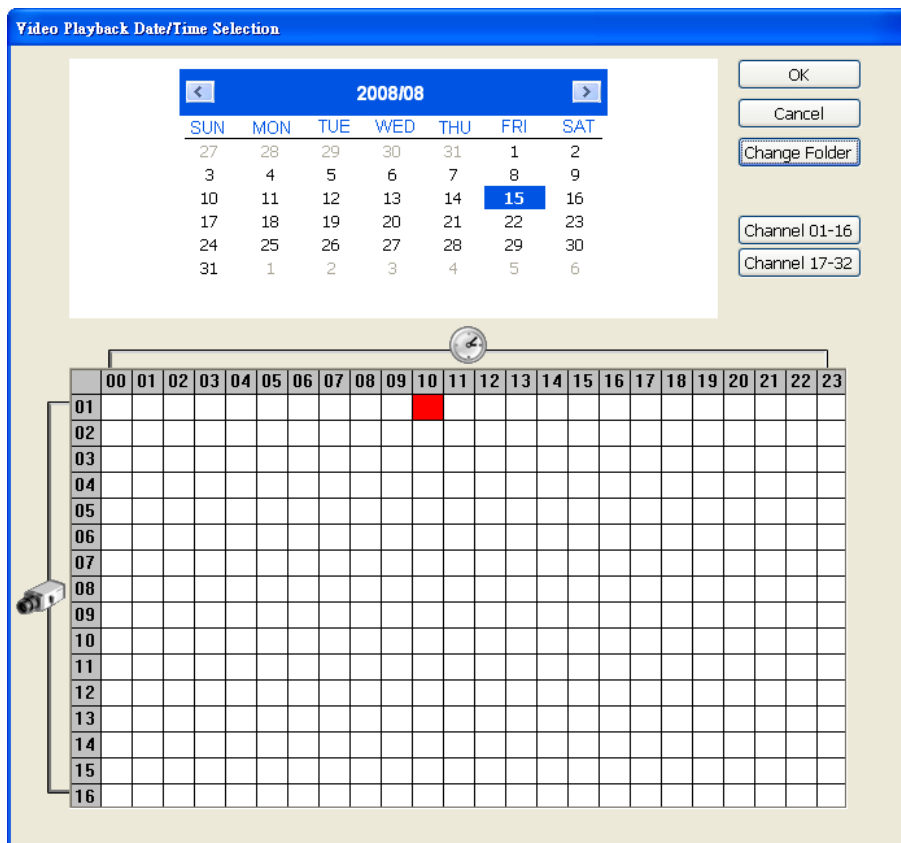 Video Playback Date/Time Selection
2008/08
SUN MON TUE WED THU FRI SAT
27 28 29 30 31 1 2
3 4 5 6 7 8 9
10 11 12 13 14 15 16
17 18 19 20 21 22 23
24 25 26 27 28 29 30
31 1 2 3 4 5 6
OK
Cancel
Change Folder
Channel 01-16
Channel 17-32
00 01 02 03 04 05 06 07 08 09 10 11 12 13 14 15 16 17 18 19 20 21 22 23
01
02
03
04
05
06
07
08
09
10
11
12
13
14
15
16